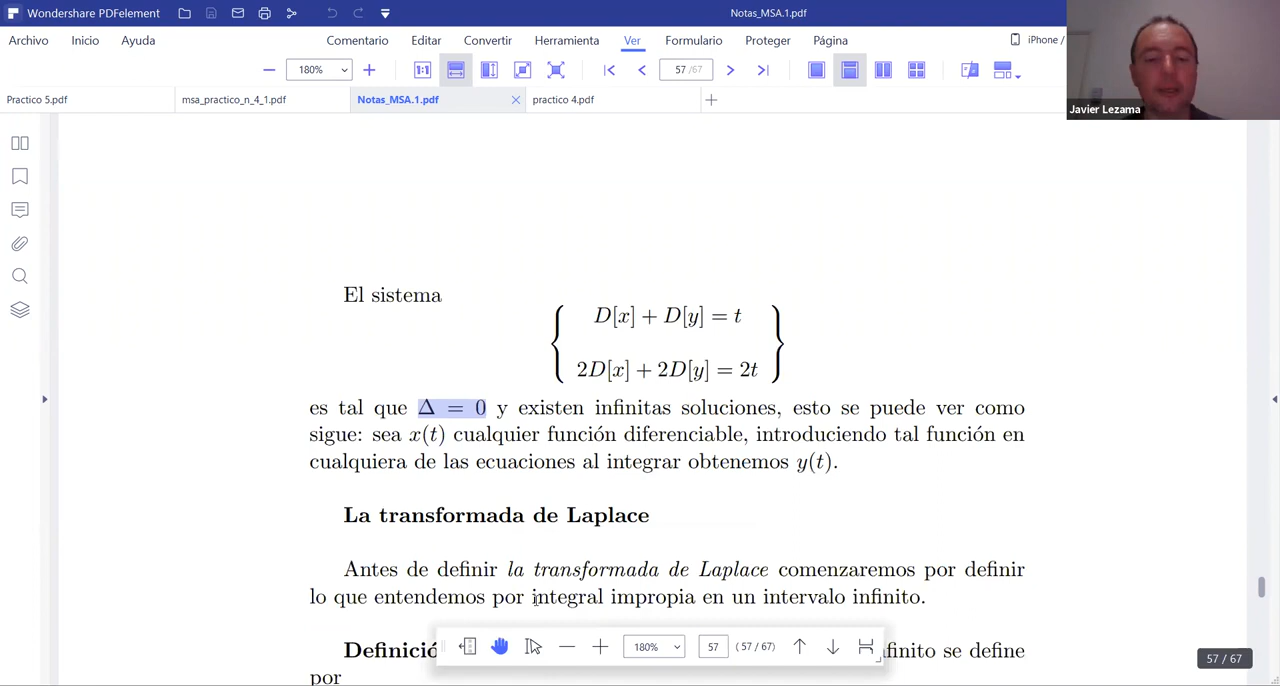 Wondershare PDFelement
Notas_MSA.1.pdf
Archivo Inicio Ayuda Comentario Editar Convertir Herramienta Ver Formulario Proteger Página iPhone /
180% 1:1 57 /67
Practico 5.pdf msa_practico_n_4_1.pdf Notas_MSA.1.pdf practico 4.pdf
Javier Lezama
El sistema
D[x] + D[y] = t
2D[x] + 2D[y] = 2t
es tal que Δ = 0 y existen infinitas soluciones, esto se puede ver como
sigue: sea x(t) cualquier función diferenciable, introduciendo tal función en
cualquiera de las ecuaciones al integrar obtenemos y(t).
La transformada de Laplace
Antes de definir la transformada de Laplace comenzaremos por definir
lo que entendemos por integral impropia en un intervalo infinito.
Definició finito se define
por
180% 57 (57 / 67)
57 / 67